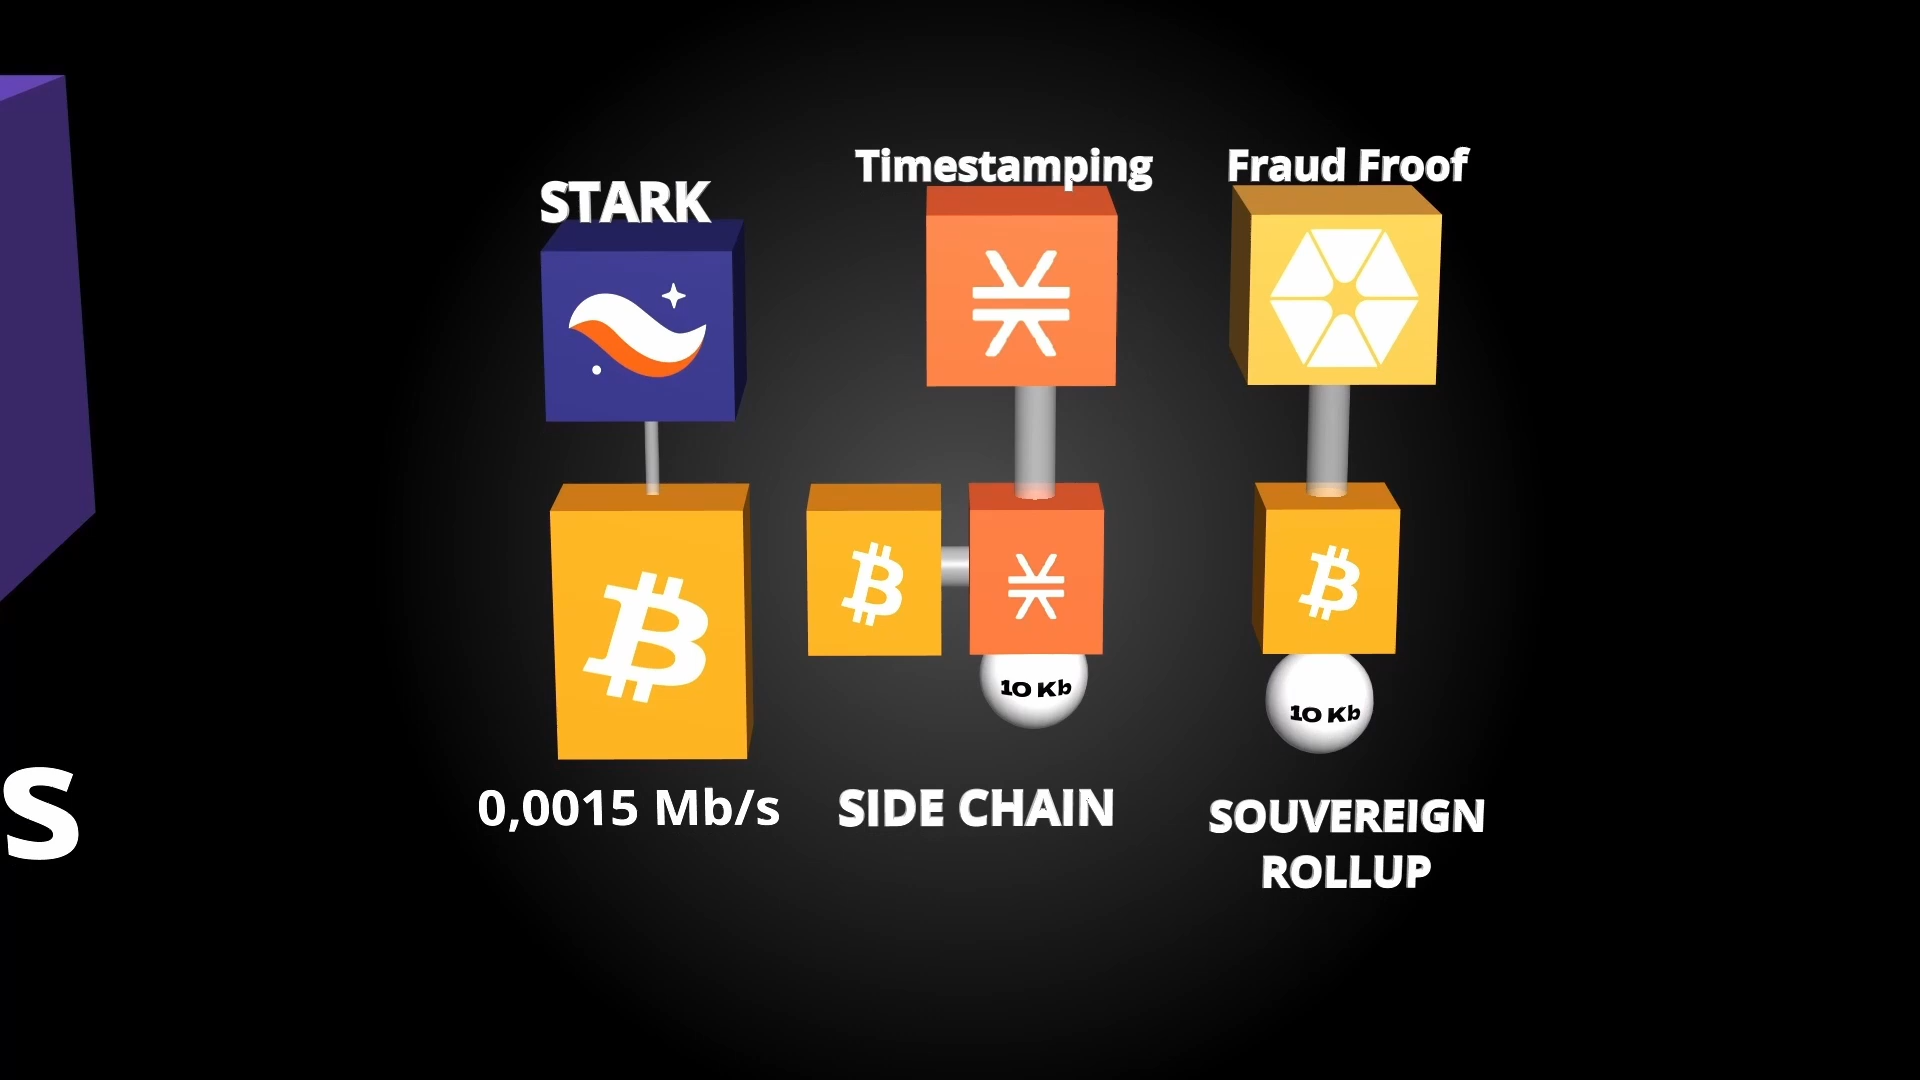 STARK
Timestamping
Fraud Froof
10 Kb
10 Kb
s
0,0015 Mb/s
SIDE CHAIN
SOUVEREIGN
ROLLUP